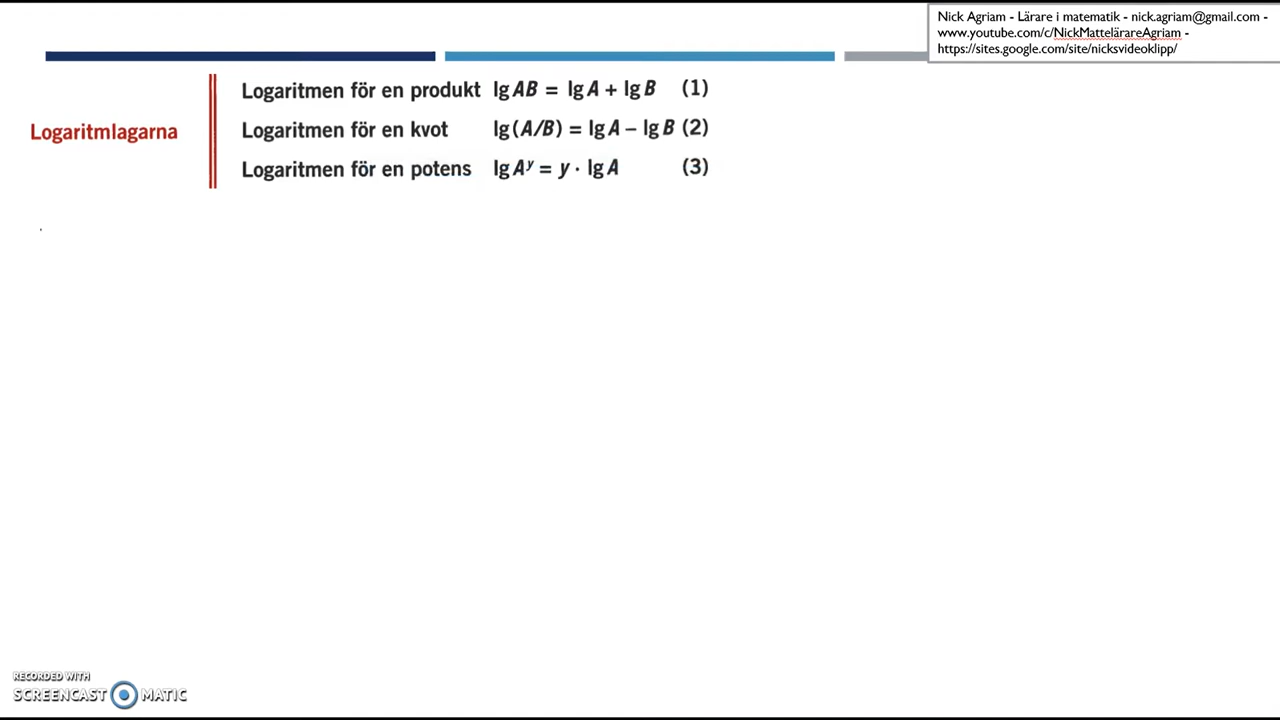 Nick Agriam - Lärare i matematik - nick.agriam@gmail.com -
www.youtube.com/c/NickMattelärareAgriam -
https://sites.google.com/site/nicksvideoklipp/
Logaritmlagarna
Logaritmen för en produkt lg AB = lg A + lg B (1)
Logaritmen för en kvot lg(A/B) = lg A – lg B (2)
Logaritmen för en potens lg Aʸ = y · lg A (3)
RECORDED WITH
SCREENCAST MATIC